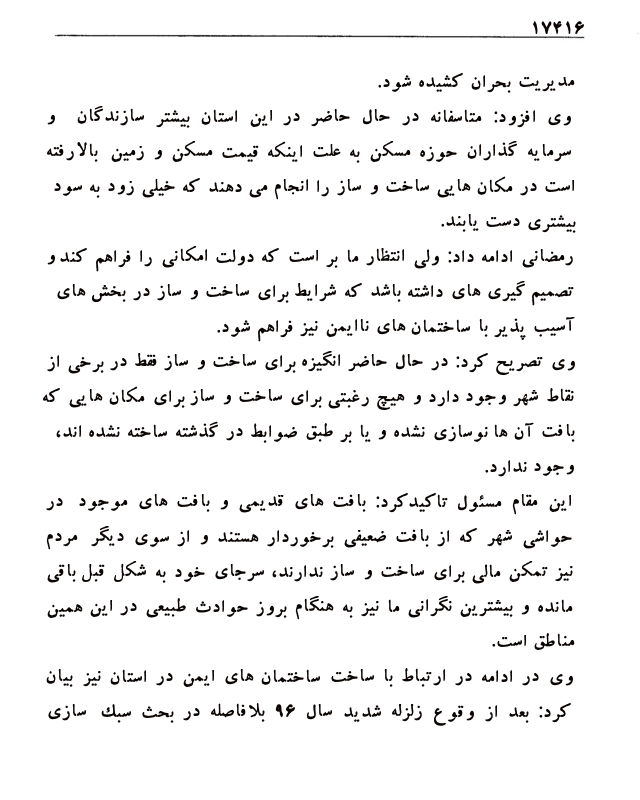 ۱۷۴۱۶
مدیریت بحران کشیده شود.
وی افزود: متاسفانه در حال حاضر در این استان بیشتر سازندگان و
سرمایه گذاران حوزه مسکن به علت اینکه قیمت مسکن و زمین بالارفته
است در مکان هایی ساخت و ساز را انجام می دهند که خیلی زود به سود
بیشتری دست یابند.
رمضانی ادامه داد: ولی انتظار ما بر است که دولت امکانی را فراهم کند و
تصمیم گیری های داشته باشد که شرایط برای ساخت و ساز در بخش های
آسیب پذیر با ساختمان های ناایمن نیز فراهم شود.
وی تصریح کرد: در حال حاضر انگیزه برای ساخت و ساز فقط در برخی از
نقاط شهر وجود دارد و هیچ رغبتی برای ساخت و ساز برای مکان هایی که
بافت آن ها نوسازی نشده و یا بر طبق ضوابط در گذشته ساخته نشده اند،
وجود ندارد.
این مقام مسئول تاکیدکرد: بافت های قدیمی و بافت های موجود در
حواشی شهر که از بافت ضعیفی برخوردار هستند و از سوی دیگر مردم
نیز تمکن مالی برای ساخت و ساز ندارند، سرجای خود به شکل قبل باقی
مانده و بیشترین نگرانی ما نیز به هنگام بروز حوادث طبیعی در این همین
مناطق است.
وی در ادامه در ارتباط با ساخت ساختمان های ایمن در استان نیز بیان
کرد: بعد از وقوع زلزله شدید سال ۹۶ بلافاصله در بحث سبك سازی